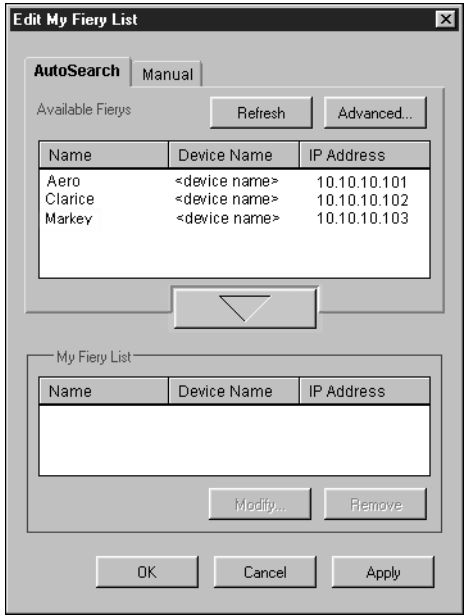 Edit My Fiery List
AutoSearch Manual
Available Fierys Refresh Advanced...
Name Device Name IP Address
Aero <device name> 10.10.10.101
Clarice <device name> 10.10.10.102
Markey <device name> 10.10.10.103
My Fiery List
Name Device Name IP Address
Modify... Remove
OK Cancel Apply